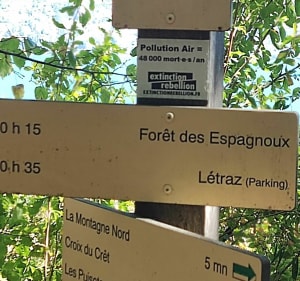 Pollution Air =
48 000 mort·e·s / an
extinction
rebellion
EXTINCTIONREBELLION.FR
0 h 15 Forêt des Espagnoux
0 h 35 Létraz (Parking)
La Montagne Nord
Croix du Crêt 5 mn
Les